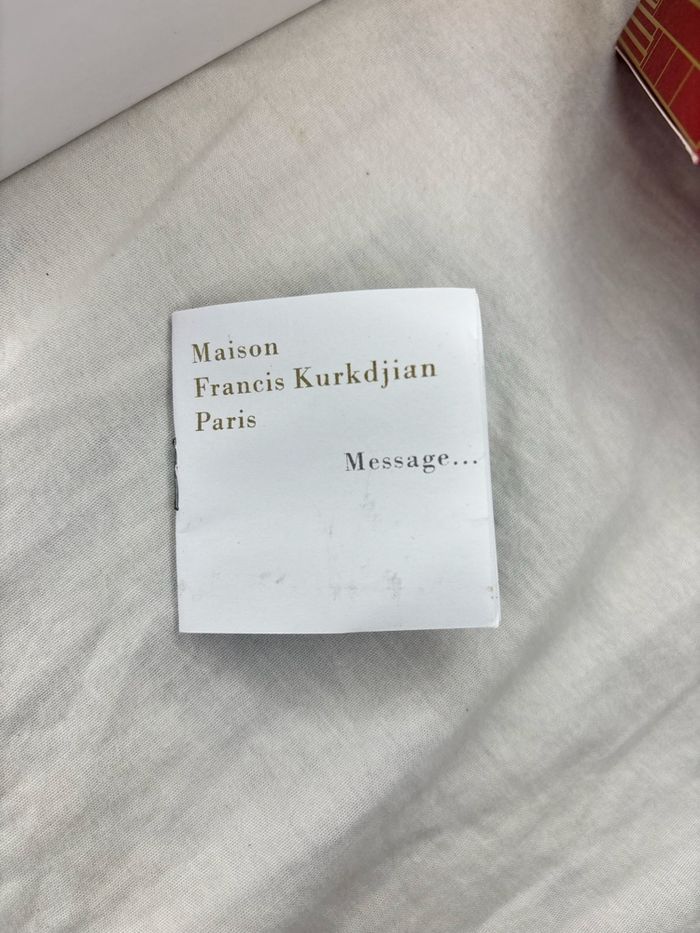 Maison
Francis Kurkdjian
Paris
Message...